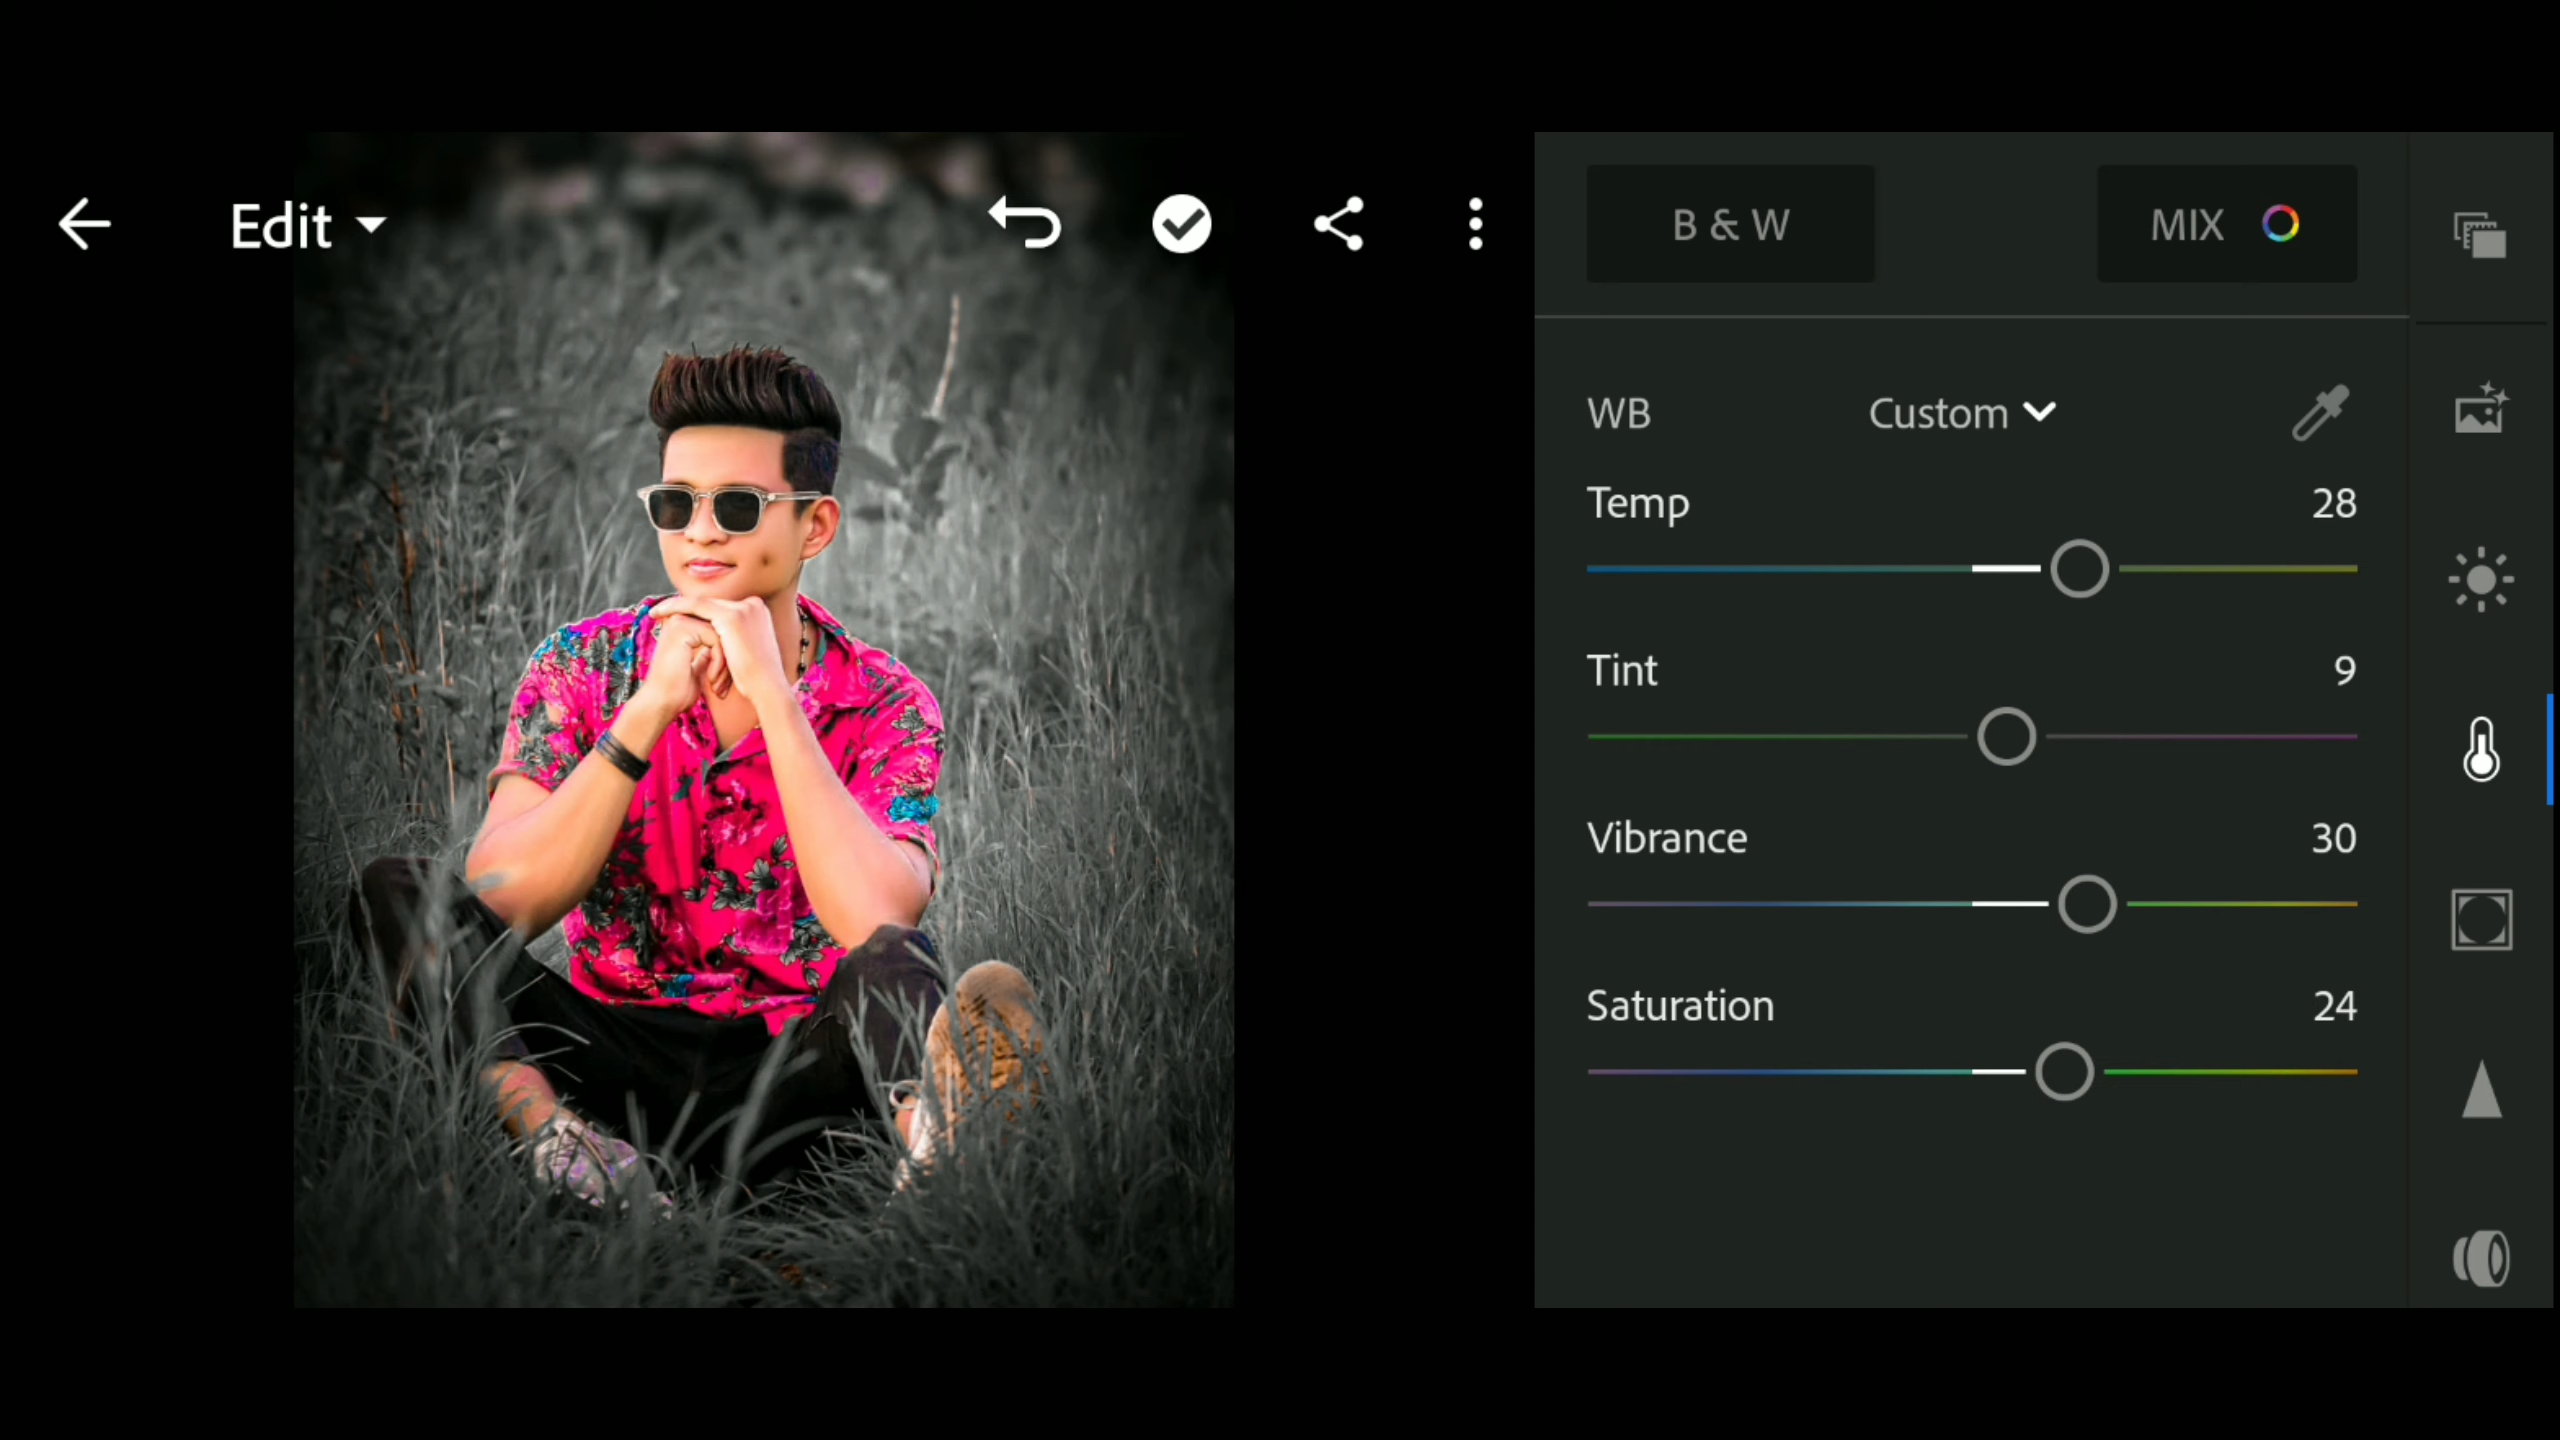 Edit
B & W
MIX
WB Custom
Temp 28
Tint 9
Vibrance 30
Saturation 24